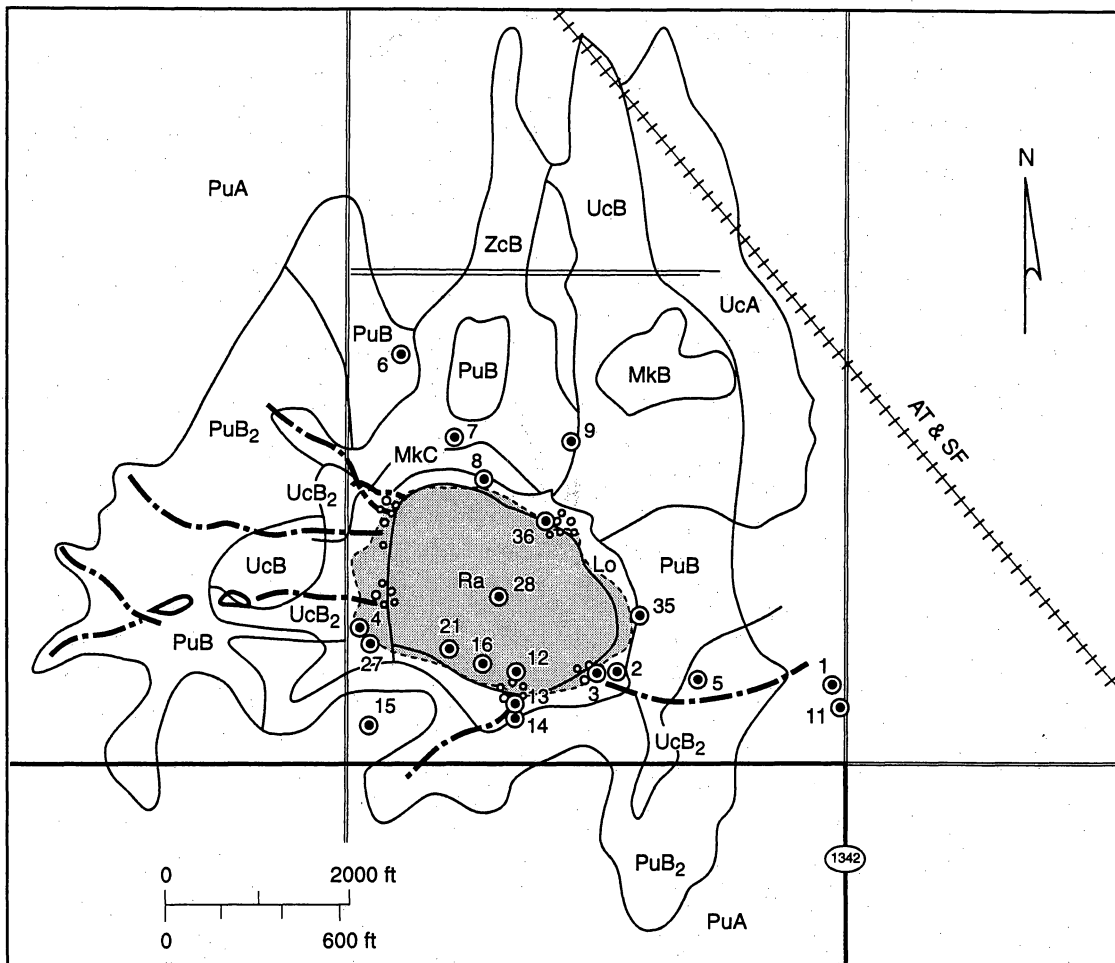 N
PuA
UcB
ZcB
UcA
PuB
6
PuB
MkB
AT & SF
PuB₂
7
9
MkC
8
UcB₂
36
UcB
Lo
PuB
Ra
28
35
UcB₂
4
21
PuB
27
16
12
2
5
1
3
13
15
11
14
UcB₂
0
2000 ft
1342
PuB₂
PuA
0
600 ft